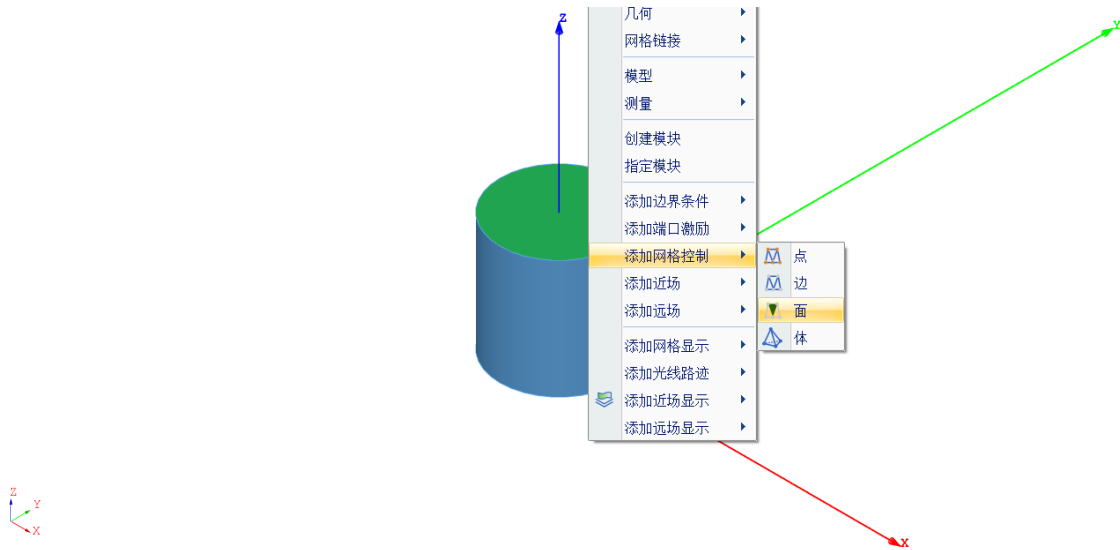 Z
Y
几何
网格链接
模型
测量
创建模块
指定模块
添加边界条件
添加端口激励
添加网格控制
点
添加近场
边
添加远场
面
体
添加网格显示
添加光线路迹
添加近场显示
添加远场显示
Z
Y
X
X